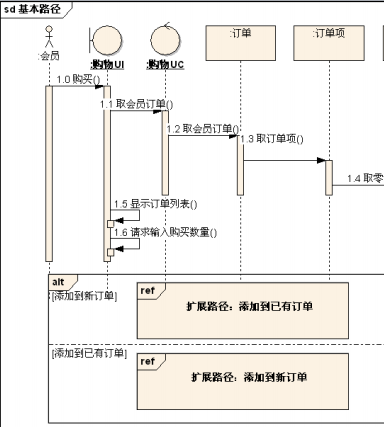 sd 基本路径
:会员
:购物UI
:购物UC
:订单
:订单项
1.0 购买()
1.1 取会员订单()
1.2 取会员订单()
1.3 取订单项()
1.4 取零
1.5 显示订单列表()
1.6 请求输入购买数量()
alt
[添加到新订单]
ref
扩展路径：添加到已有订单
[添加到已有订单]
ref
扩展路径：添加到新订单